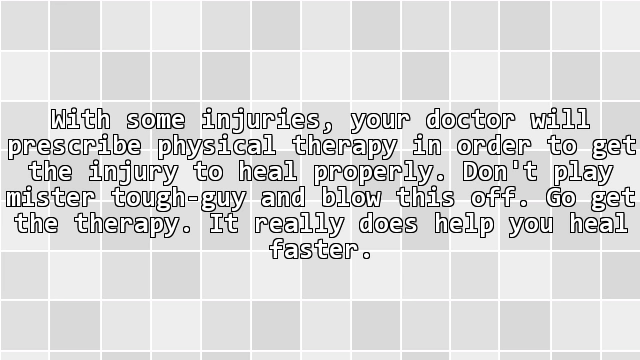 With some injuries, your doctor will
prescribe physical therapy in order to get
the injury to heal properly. Don't play
mister tough-guy and blow this off. Go get
the therapy. It really does help you heal
faster.